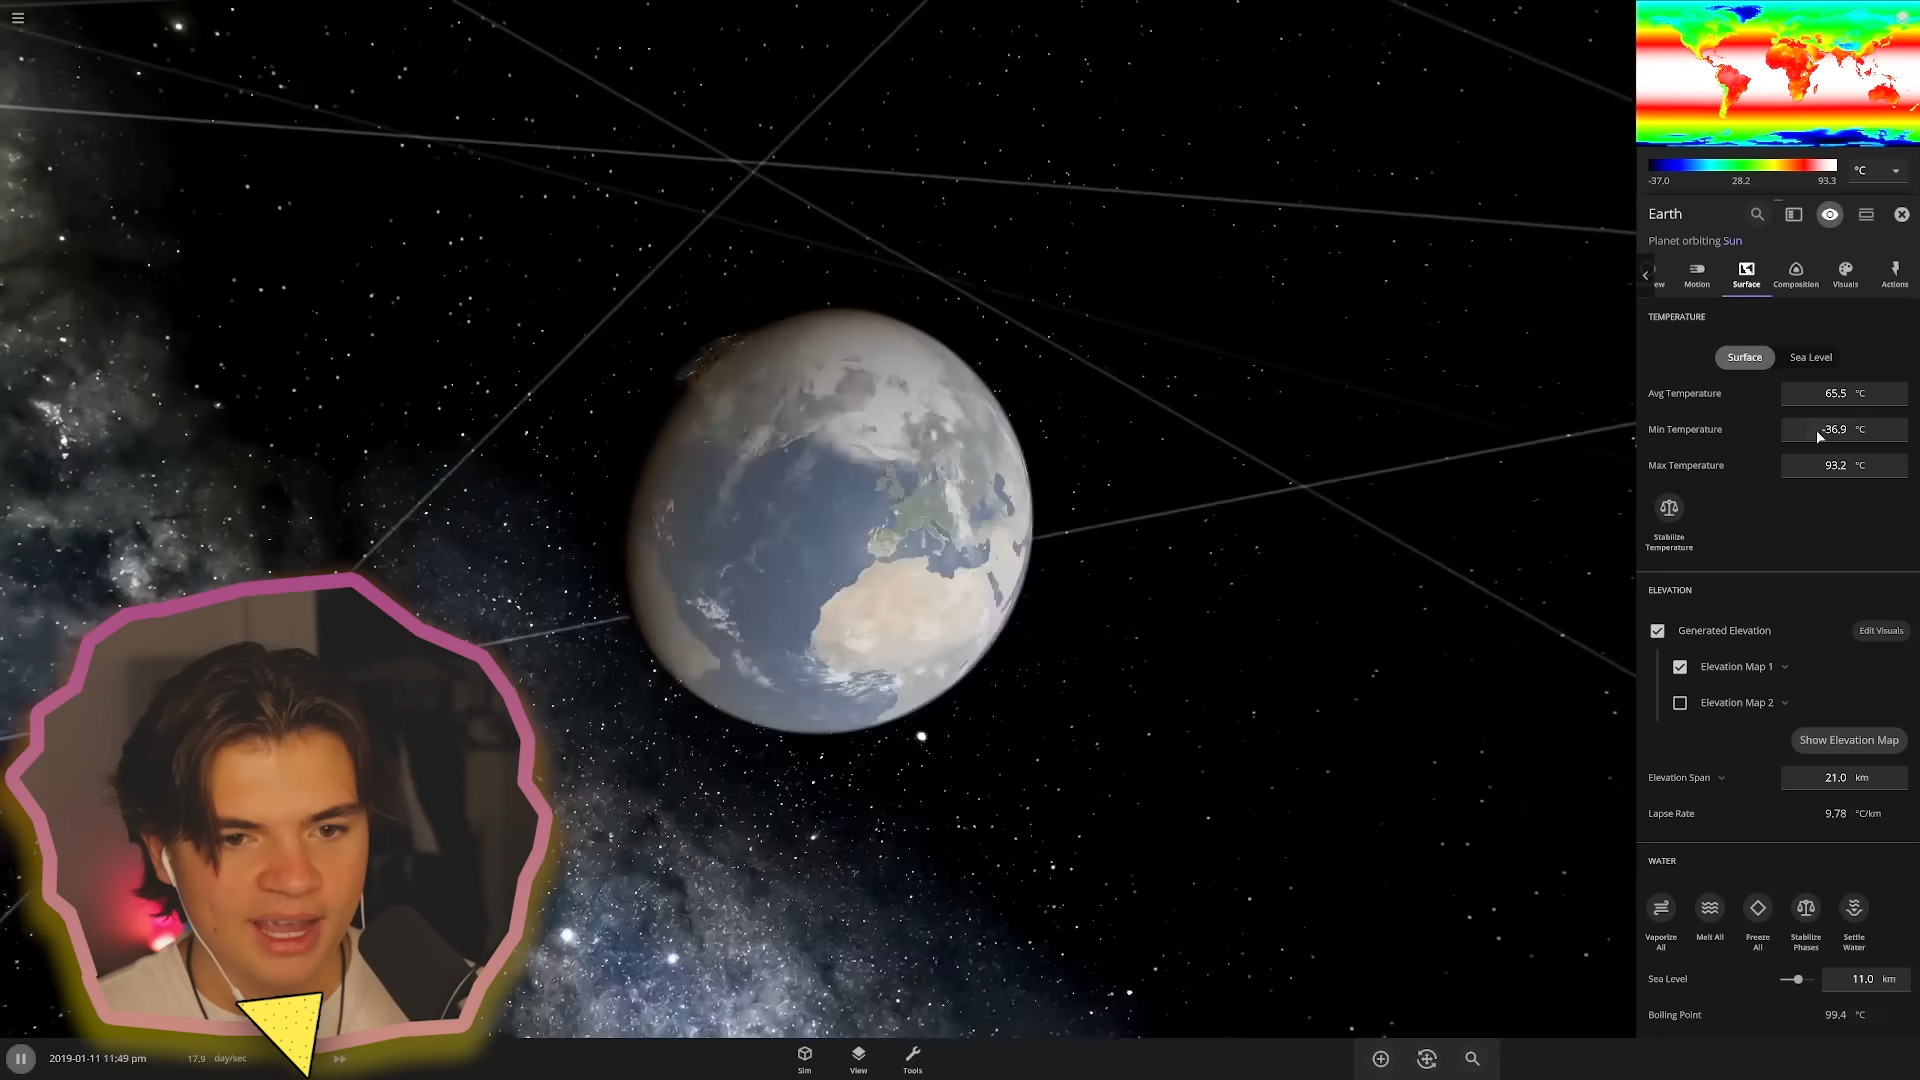 °C
-37.0 28.2 93.3
Earth
Planet orbiting Sun
ew Motion Surface Composition Visuals Actions
TEMPERATURE
Surface Sea Level
Avg Temperature 65.5 °C
Min Temperature -36.9 °C
Max Temperature 93.2 °C
Stabilize
Temperature
ELEVATION
Generated Elevation Edit Visuals
Elevation Map 1
Elevation Map 2
Show Elevation Map
Elevation Span 21.0 km
Lapse Rate 9.78 °C/km
WATER
Vaporize All Melt All Freeze All Stabilize Phases Settle Water
Sea Level 11.0 km
Boiling Point 99.4 °C
2019-01-11 11:49 pm 17.9 day/sec
Sim View Tools